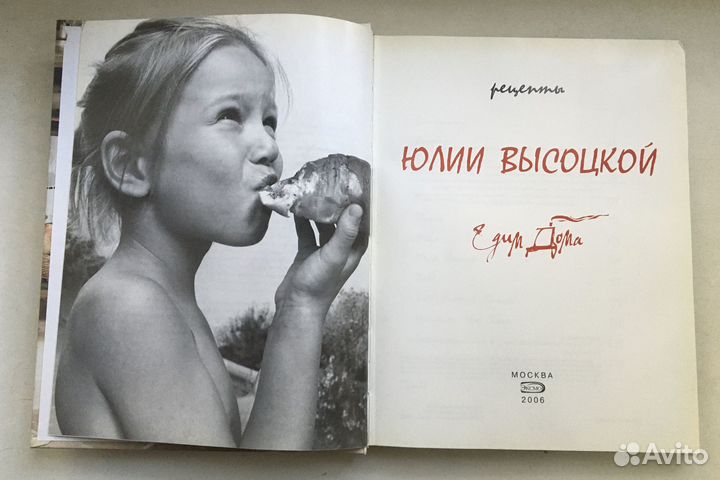 рецепты
ЮЛИИ ВЫСОЦКОЙ
Едим Дома
МОСКВА
ЭКСМО
2006
Avito